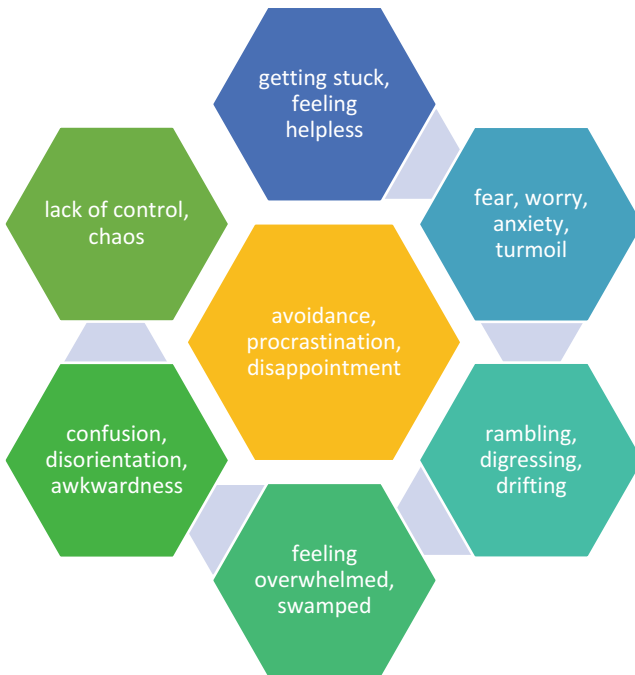 getting stuck,
feeling
helpless
fear, worry,
anxiety,
turmoil
rambling,
digressing,
drifting
feeling
overwhelmed,
swamped
confusion,
disorientation,
awkwardness
lack of control,
chaos
avoidance,
procrastination,
disappointment